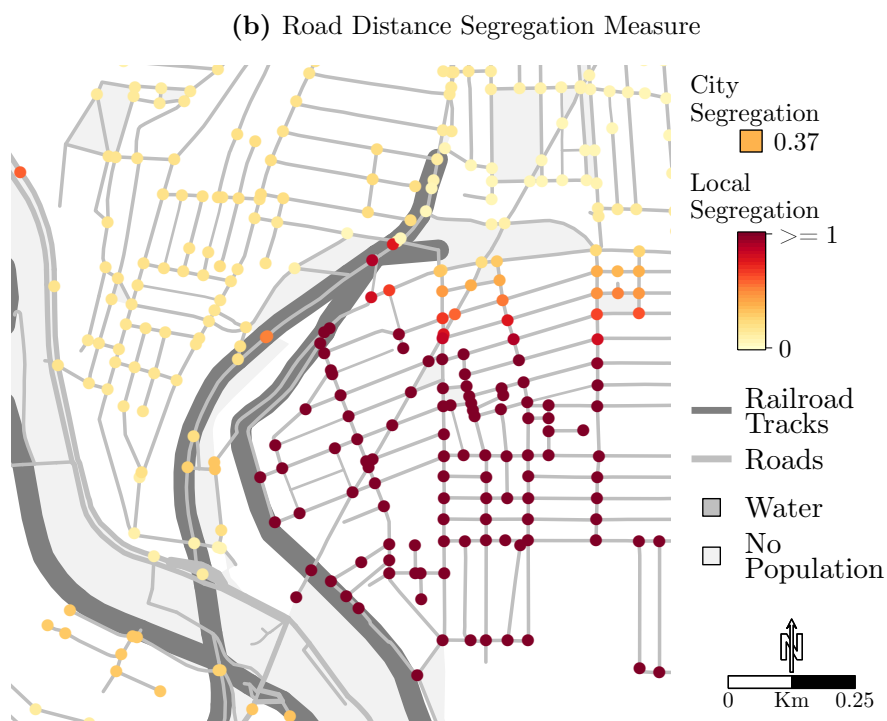 (b) Road Distance Segregation Measure
City
Segregation
0.37
Local
Segregation
>= 1
0
Railroad
Tracks
Roads
Water
No
Population
N
0 Km 0.25